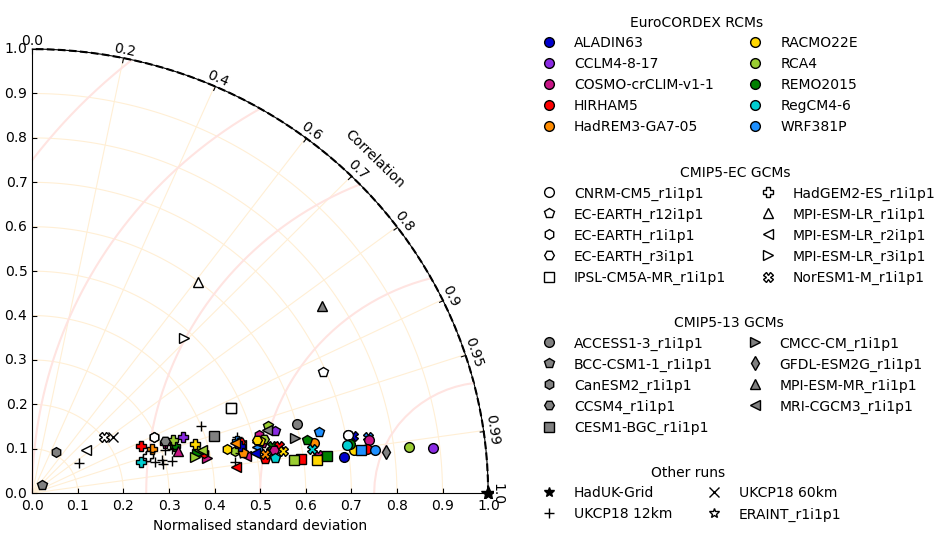 EuroCORDEX RCMs
ALADIN63 RACMO22E
CCLM4-8-17 RCA4
COSMO-crCLIM-v1-1 REMO2015
HIRHAM5 RegCM4-6
HadREM3-GA7-05 WRF381P
CMIP5-EC GCMs
CNRM-CM5_r1i1p1 HadGEM2-ES_r1i1p1
EC-EARTH_r12i1p1 MPI-ESM-LR_r1i1p1
EC-EARTH_r1i1p1 MPI-ESM-LR_r2i1p1
EC-EARTH_r3i1p1 MPI-ESM-LR_r3i1p1
IPSL-CM5A-MR_r1i1p1 NorESM1-M_r1i1p1
CMIP5-13 GCMs
ACCESS1-3_r1i1p1 CMCC-CM_r1i1p1
BCC-CSM1-1_r1i1p1 GFDL-ESM2G_r1i1p1
CanESM2_r1i1p1 MPI-ESM-MR_r1i1p1
CCSM4_r1i1p1 MRI-CGCM3_r1i1p1
CESM1-BGC_r1i1p1
Other runs
HadUK-Grid UKCP18 60km
UKCP18 12km ERAINT_r1i1p1
0.0
0.2
0.4
0.6
Correlation
0.7
0.8
0.9
0.95
0.99
1.0
1.0
0.9
0.8
0.7
0.6
0.5
0.4
0.3
0.2
0.1
0.0
0.0 0.1 0.2 0.3 0.4 0.5 0.6 0.7 0.8 0.9 1.0
Normalised standard deviation